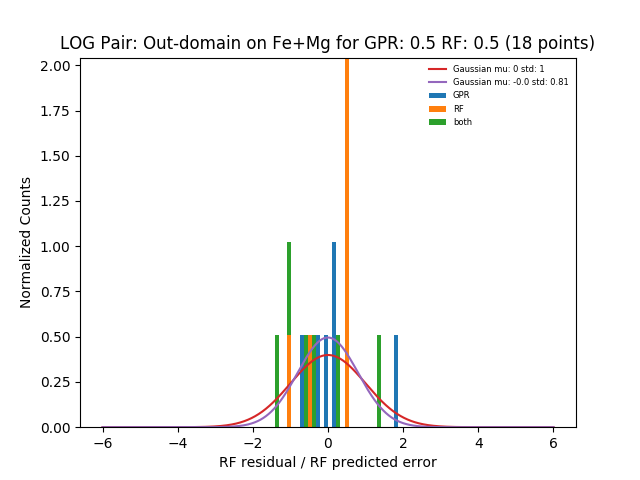 LOG Pair: Out-domain on Fe+Mg for GPR: 0.5 RF: 0.5 (18 points)
Normalized Counts
2.00
1.75
1.50
1.25
1.00
0.75
0.50
0.25
0.00
Gaussian mu: 0 std: 1
Gaussian mu: -0.0 std: 0.81
GPR
RF
both
−6 −4 −2 0 2 4 6
RF residual / RF predicted error